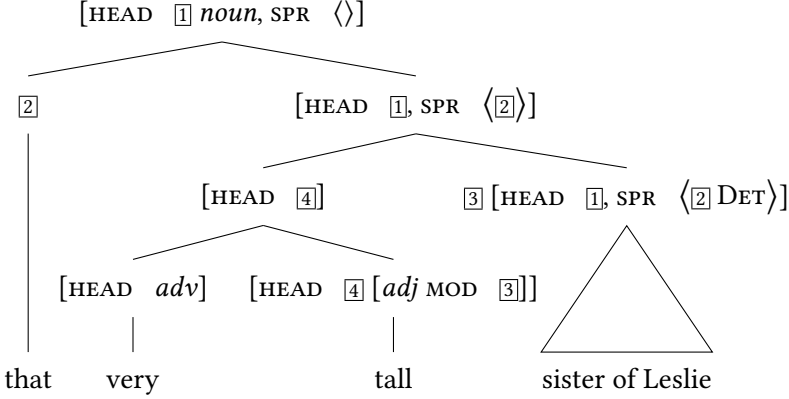 [HEAD 1 noun, SPR ⟨⟩]
2 [HEAD 1, SPR ⟨2⟩]
[HEAD 4] 3 [HEAD 1, SPR ⟨2 DET⟩]
[HEAD adv] [HEAD 4 [adj MOD 3]]
that very tall sister of Leslie